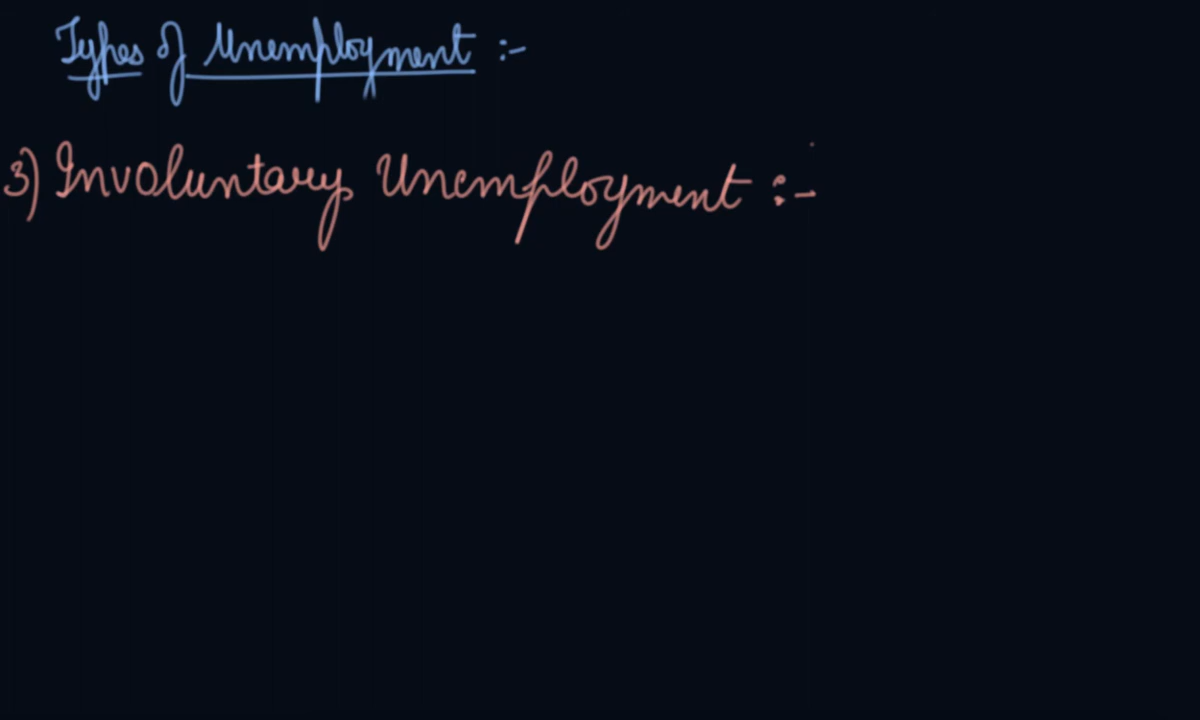 Types of Unemployment :-
3) Involuntary Unemployment :-